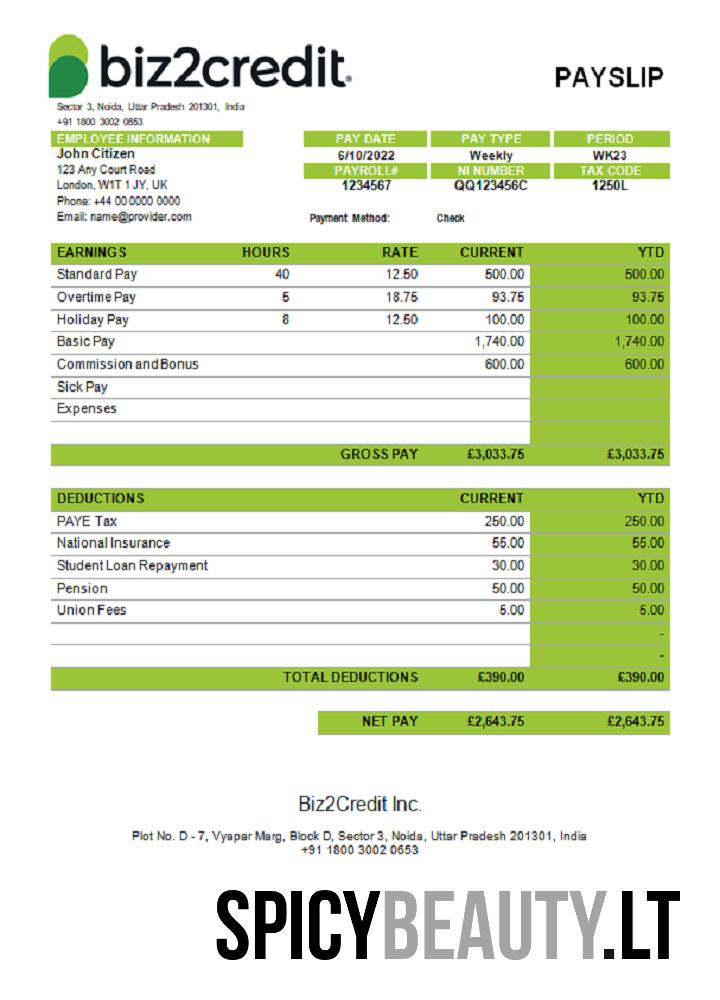 biz2credit.
PAYSLIP
Sector 3, Noida, Uttar Pradesh 201301, India
+91 1800 3002 0653
EMPLOYEE INFORMATION PAY DATE PAY TYPE PERIOD
John Citizen 6/10/2022 Weekly WK23
123 Any Court Road PAYROLL# NI NUMBER TAX CODE
London, W1T 1 JY, UK 1234567 QQ123456C 1250L
Phone: +44 00 0000 0000
Email: name@provider.com Payment Method: Check
EARNINGS HOURS RATE CURRENT YTD
Standard Pay 40 12.50 500.00 500.00
Overtime Pay 5 18.75 93.75 93.75
Holiday Pay 8 12.50 100.00 100.00
Basic Pay 1,740.00 1,740.00
Commission and Bonus 600.00 600.00
Sick Pay
Expenses
GROSS PAY £3,033.75 £3,033.75
DEDUCTIONS CURRENT YTD
PAYE Tax 250.00 250.00
National Insurance 55.00 55.00
Student Loan Repayment 30.00 30.00
Pension 50.00 50.00
Union Fees 5.00 5.00
-
-
TOTAL DEDUCTIONS £390.00 £390.00
NET PAY £2,643.75 £2,643.75
Biz2Credit Inc.
Plot No. D - 7, Vyapar Marg, Block D, Sector 3, Noida, Uttar Pradesh 201301, India
+91 1800 3002 0653
SPICYBEAUTY.LT